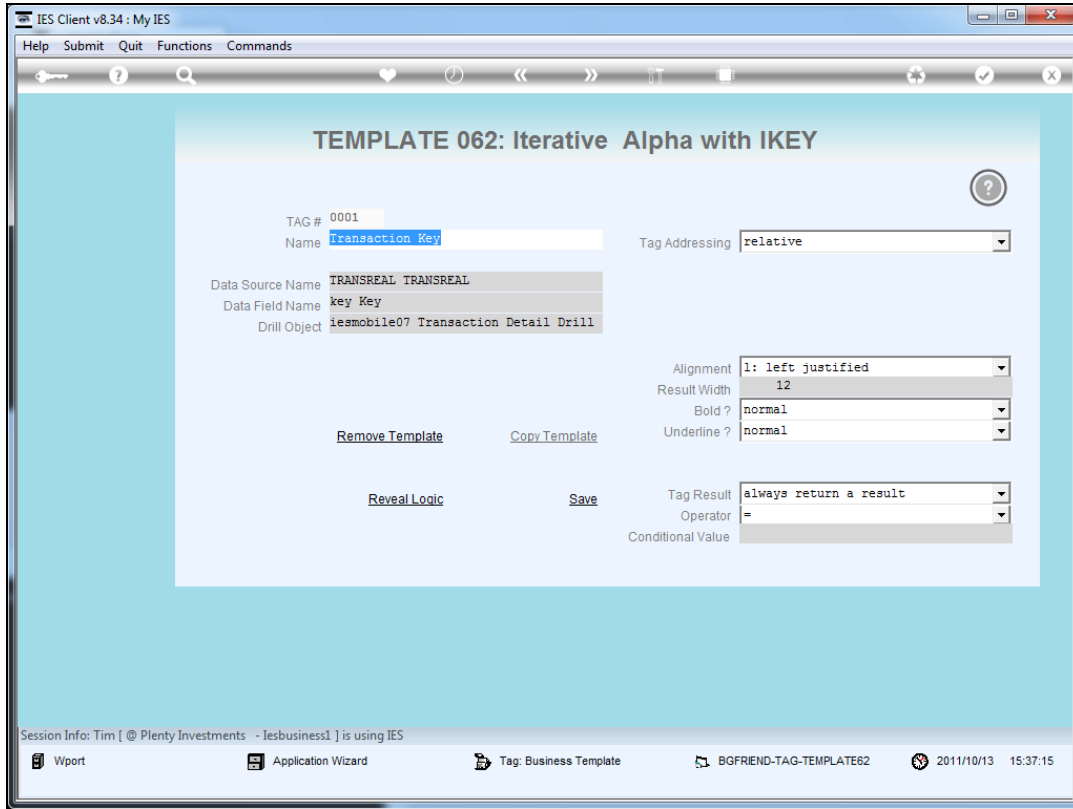 IES Client v8.34 : My IES
Help Submit Quit Functions Commands
TEMPLATE 062: Iterative Alpha with IKEY
TAG # 0001
Name Transaction Key
Tag Addressing relative
Data Source Name TRANSREAL TRANSREAL
Data Field Name key Key
Drill Object iesmobile07 Transaction Detail Drill
Alignment l: left justified
Result Width 12
Bold ? normal
Remove Template Copy Template Underline ? normal
Reveal Logic Save Tag Result always return a result
Operator =
Conditional Value
Session Info: Tim [ @ Plenty Investments - Iesbusiness1 ] is using IES
Wport Application Wizard Tag: Business Template BGFRIEND-TAG-TEMPLATE62 2011/10/13 15:37:15